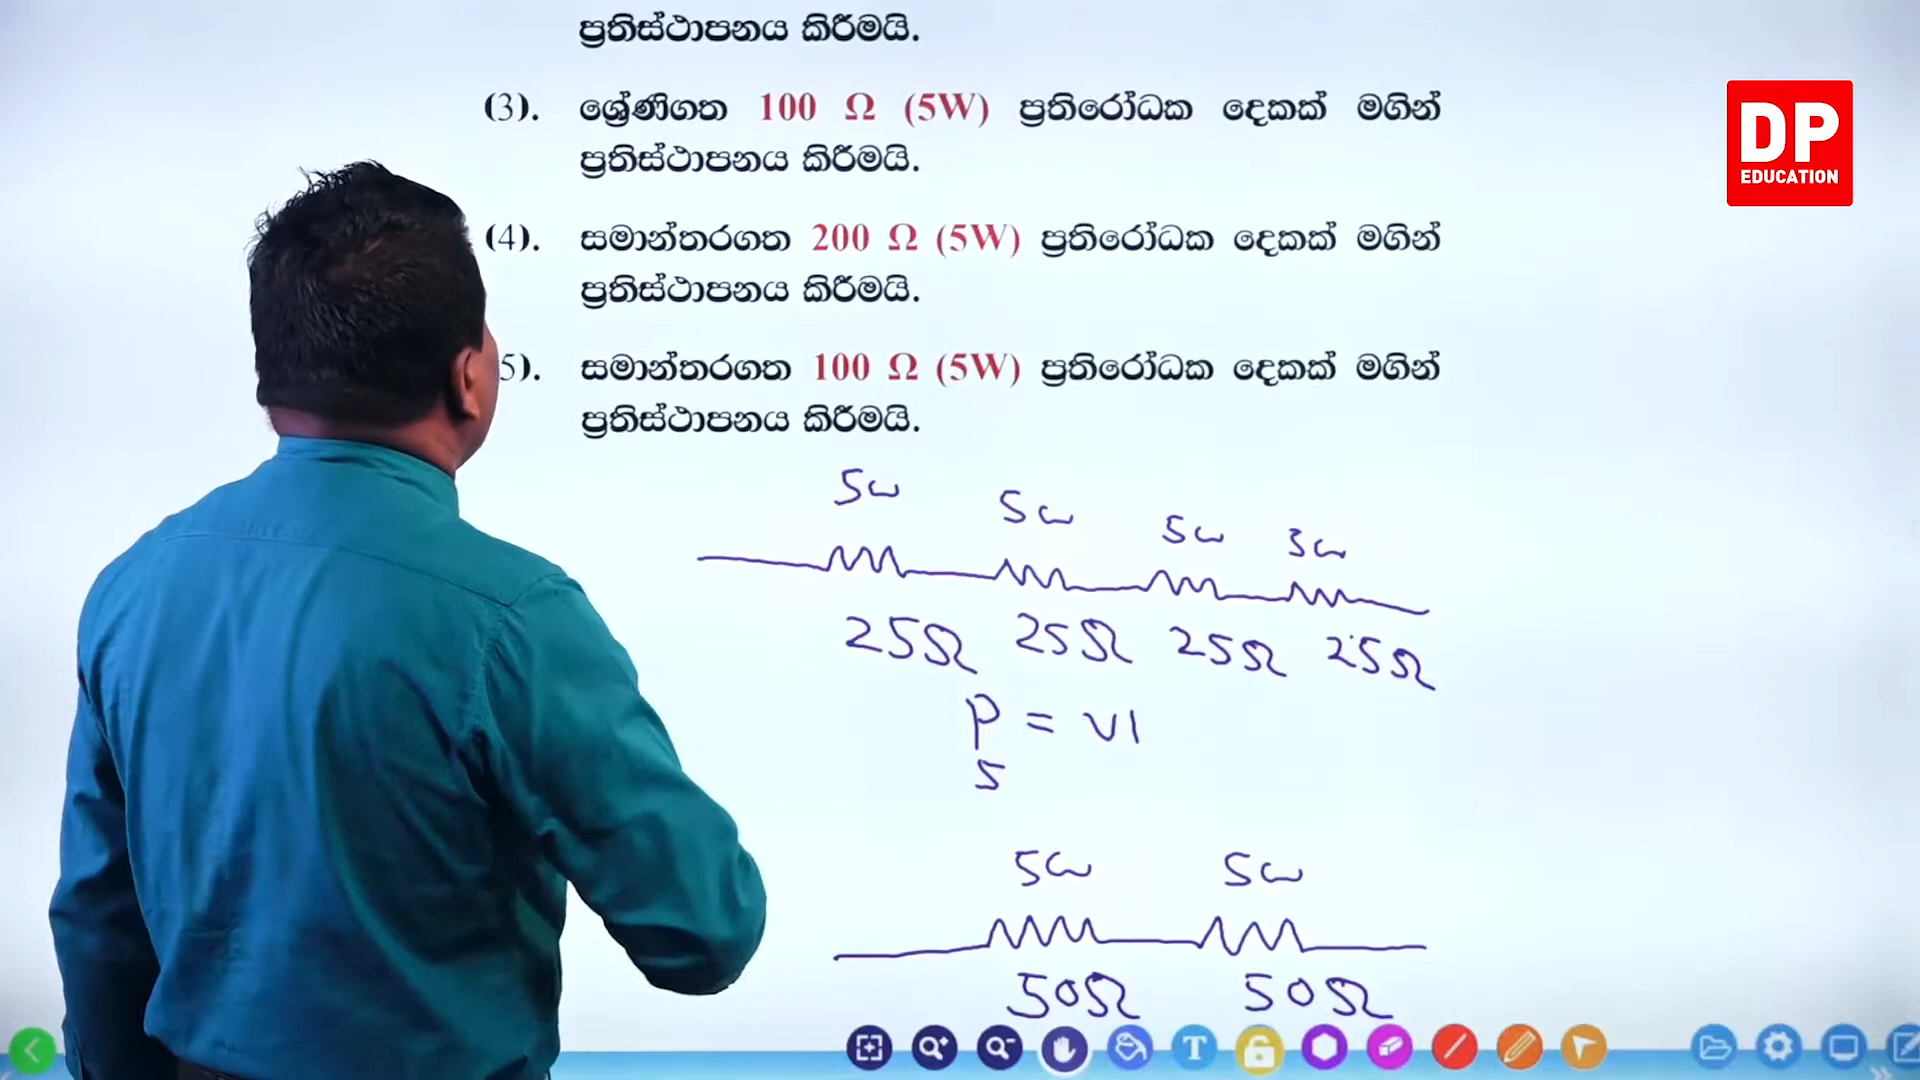 ප්‍රතිස්ථාපනය කිරීමයි.
(3). ශ්‍රේණිගත 100 Ω (5W) ප්‍රතිරෝධක දෙකක් මගින්
ප්‍රතිස්ථාපනය කිරීමයි.
(4). සමාන්තරගත 200 Ω (5W) ප්‍රතිරෝධක දෙකක් මගින්
ප්‍රතිස්ථාපනය කිරීමයි.
5). සමාන්තරගත 100 Ω (5W) ප්‍රතිරෝධක දෙකක් මගින්
ප්‍රතිස්ථාපනය කිරීමයි.
DP
EDUCATION
5w 5w 5w 5w
25Ω 25Ω 25Ω 25Ω
P = VI
5
5w 5w
50Ω 50Ω
T